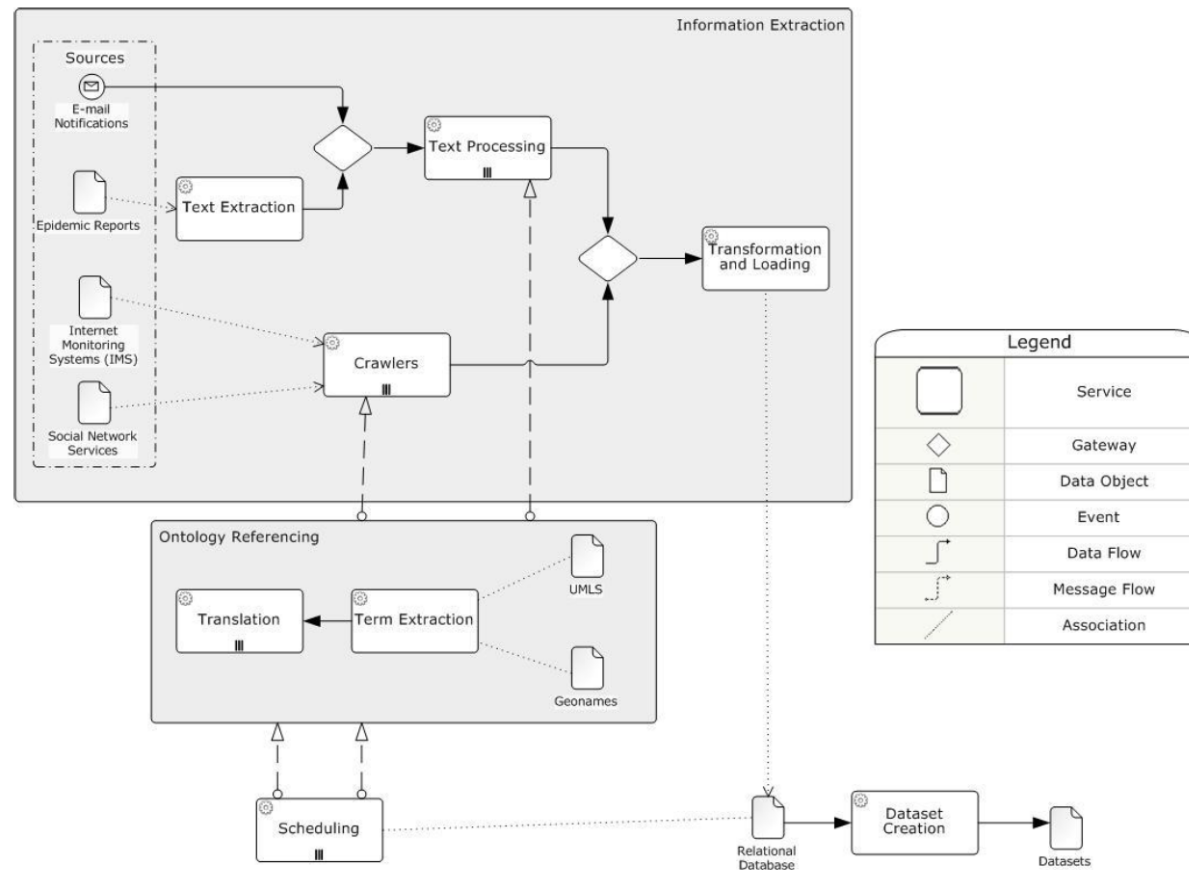 Information Extraction
Sources
E-mail
Notifications
Text Processing
Text Extraction
Epidemic Reports
Transformation
and Loading
Internet
Monitoring
Systems (IMS)
Crawlers
Social Network
Services
Legend
Service
Gateway
Data Object
Event
Data Flow
Message Flow
Association
Ontology Referencing
UMLS
Translation
Term Extraction
Geonames
Scheduling
Relational
Database
Dataset
Creation
Datasets